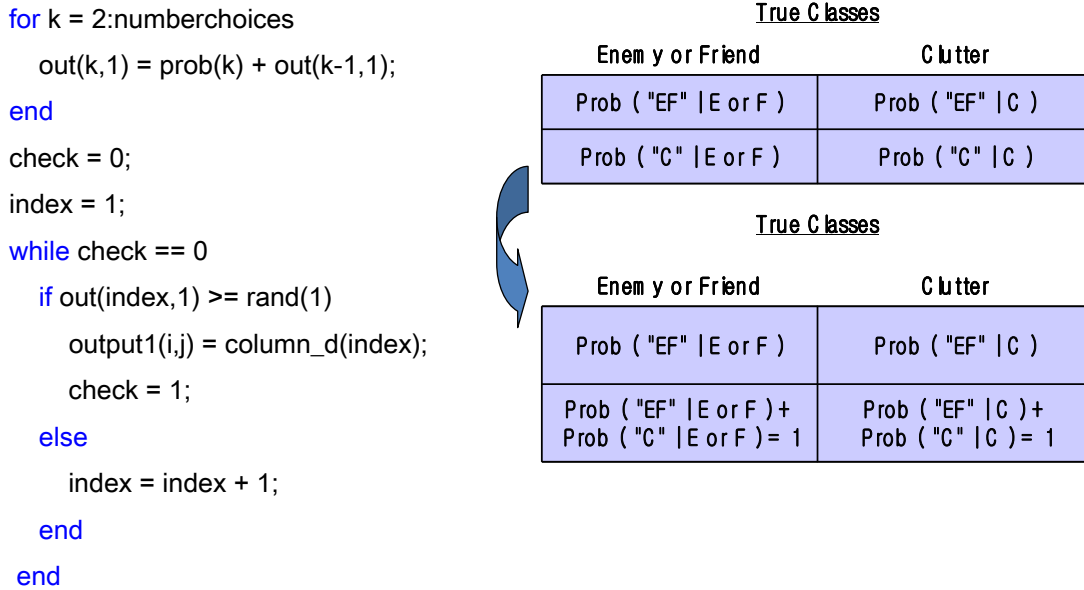 for k = 2:numberchoices
out(k,1) = prob(k) + out(k-1,1);
end
check = 0;
index = 1;
while check == 0
if out(index,1) >= rand(1)
output1(i,j) = column_d(index);
check = 1;
else
index = index + 1;
end
end
True Classes
Enemy or Friend Clutter
Prob ( "EF" | E or F ) Prob ( "EF" | C )
Prob ( "C" | E or F ) Prob ( "C" | C )
True Classes
Enemy or Friend Clutter
Prob ( "EF" | E or F ) Prob ( "EF" | C )
Prob ( "EF" | E or F ) + Prob ( "EF" | C ) +
Prob ( "C" | E or F ) = 1 Prob ( "C" | C ) = 1